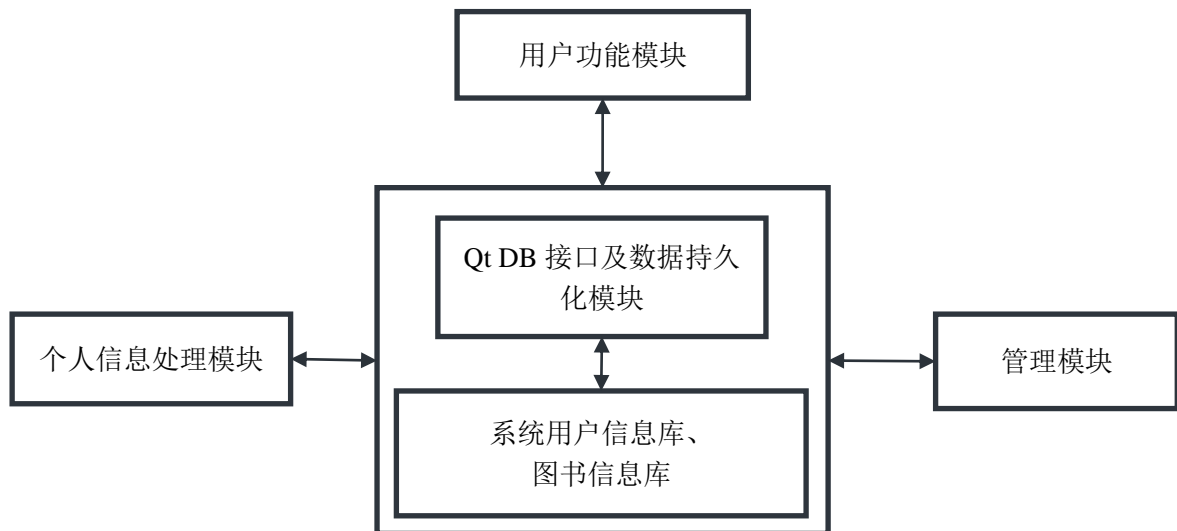 用户功能模块
Qt DB 接口及数据持久
化模块
个人信息处理模块
管理模块
系统用户信息库、
图书信息库